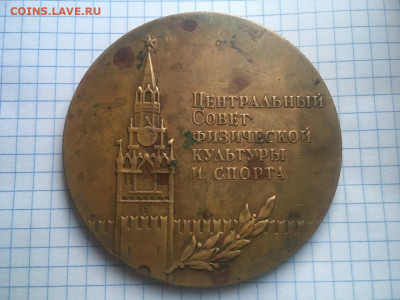 COINS.LAVE.RU
ЦЕНТРАЛЬНЫЙ
СОВЕТ
ФИЗИЧЕСКОЙ
КУЛЬТУРЫ
И СПОРТА